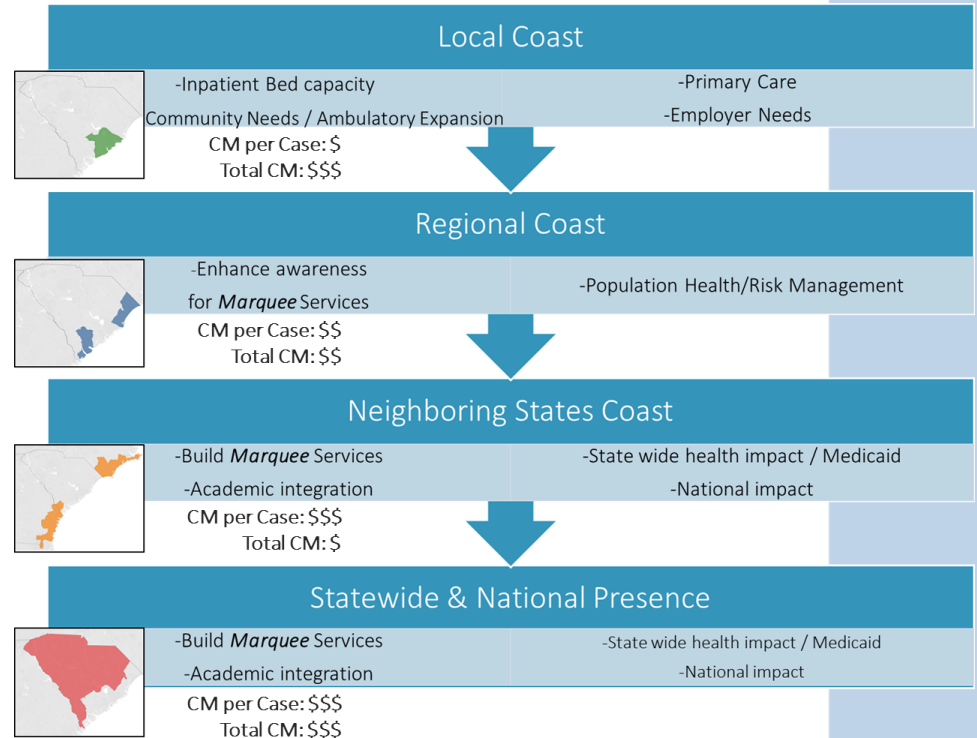 Local Coast
-Inpatient Bed capacity
Community Needs / Ambulatory Expansion
-Primary Care
-Employer Needs
CM per Case: $
Total CM: $$$
Regional Coast
-Enhance awareness
for Marquee Services
-Population Health/Risk Management
CM per Case: $$
Total CM: $$
Neighboring States Coast
-Build Marquee Services
-Academic integration
-State wide health impact / Medicaid
-National impact
CM per Case: $$$
Total CM: $
Statewide & National Presence
-Build Marquee Services
-Academic integration
-State wide health impact / Medicaid
-National impact
CM per Case: $$$
Total CM: $$$